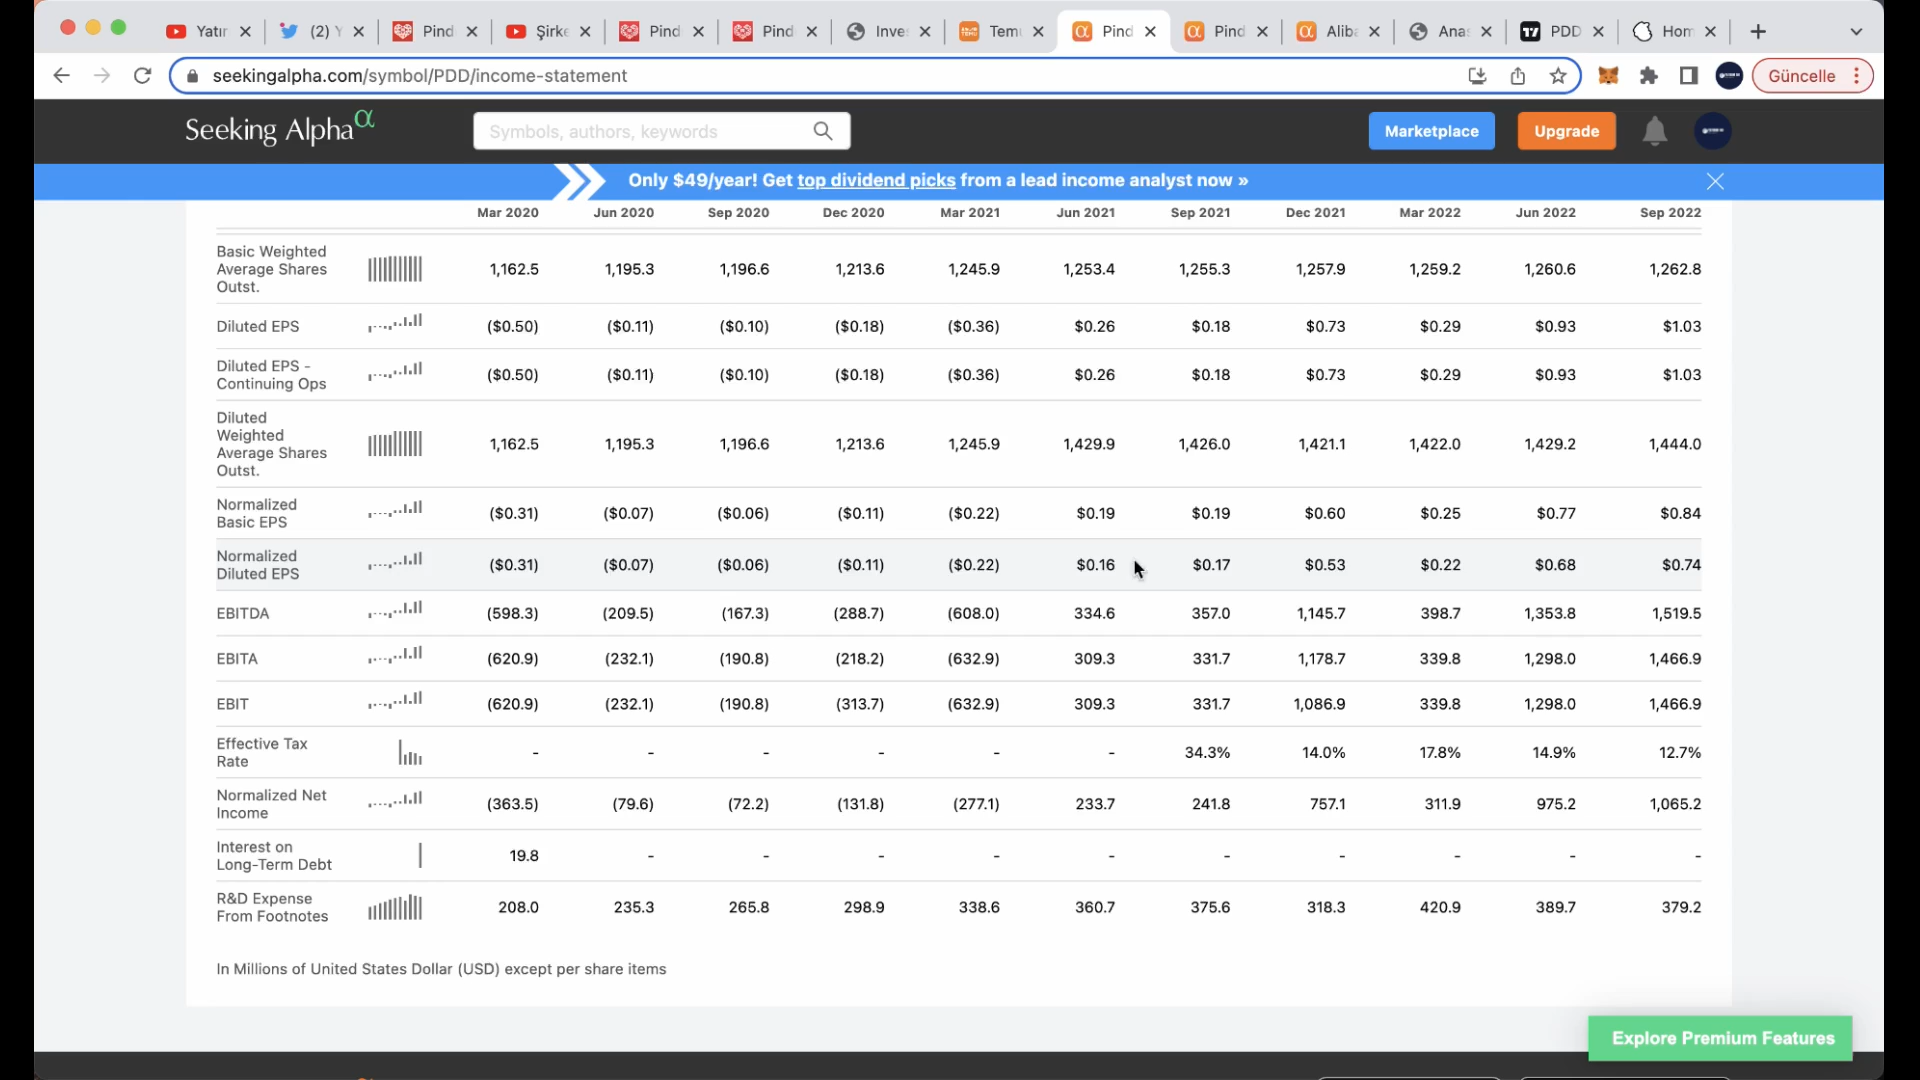 Yatır
(2) Y
Pind
Şirke
Pind
Pind
Inve
Temu
Pind
Pind
Alib
Ana
PDD
Hom
seekingalpha.com/symbol/PDD/income-statement
Güncelle
Seeking Alpha α
Symbols, authors, keywords
Marketplace
Upgrade
Only $49/year! Get top dividend picks from a lead income analyst now »
Mar 2020 Jun 2020 Sep 2020 Dec 2020 Mar 2021 Jun 2021 Sep 2021 Dec 2021 Mar 2022 Jun 2022 Sep 2022
Basic Weighted
Average Shares
Outst.
1,162.5 1,195.3 1,196.6 1,213.6 1,245.9 1,253.4 1,255.3 1,257.9 1,259.2 1,260.6 1,262.8
Diluted EPS ($0.50) ($0.11) ($0.10) ($0.18) ($0.36) $0.26 $0.18 $0.73 $0.29 $0.93 $1.03
Diluted EPS -
Continuing Ops
($0.50) ($0.11) ($0.10) ($0.18) ($0.36) $0.26 $0.18 $0.73 $0.29 $0.93 $1.03
Diluted
Weighted
Average Shares
Outst.
1,162.5 1,195.3 1,196.6 1,213.6 1,245.9 1,429.9 1,426.0 1,421.1 1,422.0 1,429.2 1,444.0
Normalized
Basic EPS
($0.31) ($0.07) ($0.06) ($0.11) ($0.22) $0.19 $0.19 $0.60 $0.25 $0.77 $0.84
Normalized
Diluted EPS
($0.31) ($0.07) ($0.06) ($0.11) ($0.22) $0.16 $0.17 $0.53 $0.22 $0.68 $0.74
EBITDA (598.3) (209.5) (167.3) (288.7) (608.0) 334.6 357.0 1,145.7 398.7 1,353.8 1,519.5
EBITA (620.9) (232.1) (190.8) (218.2) (632.9) 309.3 331.7 1,178.7 339.8 1,298.0 1,466.9
EBIT (620.9) (232.1) (190.8) (313.7) (632.9) 309.3 331.7 1,086.9 339.8 1,298.0 1,466.9
Effective Tax
Rate
- - - - - - 34.3% 14.0% 17.8% 14.9% 12.7%
Normalized Net
Income
(363.5) (79.6) (72.2) (131.8) (277.1) 233.7 241.8 757.1 311.9 975.2 1,065.2
Interest on
Long-Term Debt
19.8 - - - - - - - - - -
R&D Expense
From Footnotes
208.0 235.3 265.8 298.9 338.6 360.7 375.6 318.3 420.9 389.7 379.2
In Millions of United States Dollar (USD) except per share items
Explore Premium Features